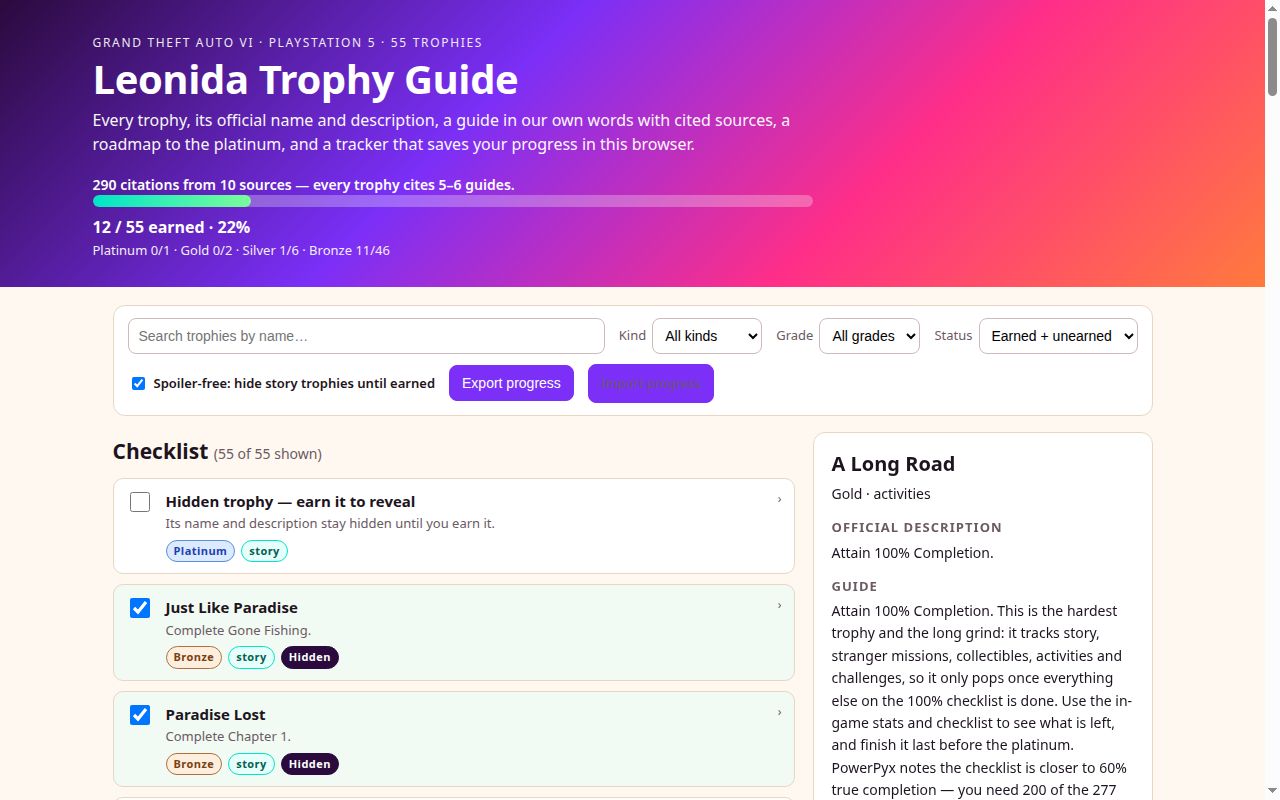 GRAND THEFT AUTO VI · PLAYSTATION 5 · 55 TROPHIES
Leonida Trophy Guide
Every trophy, its official name and description, a guide in our own words with cited sources, a
roadmap to the platinum, and a tracker that saves your progress in this browser.
290 citations from 10 sources — every trophy cites 5–6 guides.
12 / 55 earned · 22%
Platinum 0/1 · Gold 0/2 · Silver 1/6 · Bronze 11/46
Search trophies by name…
Kind
All kinds
Grade
All grades
Status
Earned + unearned
Spoiler-free: hide story trophies until earned
Export progress
Import progress
Checklist (55 of 55 shown)
Hidden trophy — earn it to reveal
Its name and description stay hidden until you earn it.
Platinum
story
Just Like Paradise
Complete Gone Fishing.
Bronze
story
Hidden
Paradise Lost
Complete Chapter 1.
Bronze
story
Hidden
A Long Road
Gold · activities
OFFICIAL DESCRIPTION
Attain 100% Completion.
GUIDE
Attain 100% Completion. This is the hardest
trophy and the long grind: it tracks story,
stranger missions, collectibles, activities and
challenges, so it only pops once everything
else on the 100% checklist is done. Use the in-
game stats and checklist to see what is left,
and finish it last before the platinum.
PowerPyx notes the checklist is closer to 60%
true completion — you need 200 of the 277